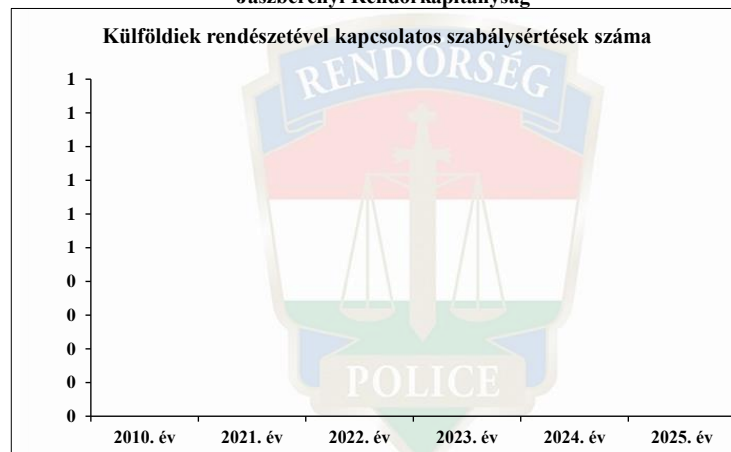 Jászberényi Rendőrkapitányság
Külföldiek rendészetével kapcsolatos szabálysértések száma
RENDŐRSÉG
1
1
1
1
1
1
0
0
0
0
0
POLICE
2010. év 2021. év 2022. év 2023. év 2024. év 2025. év